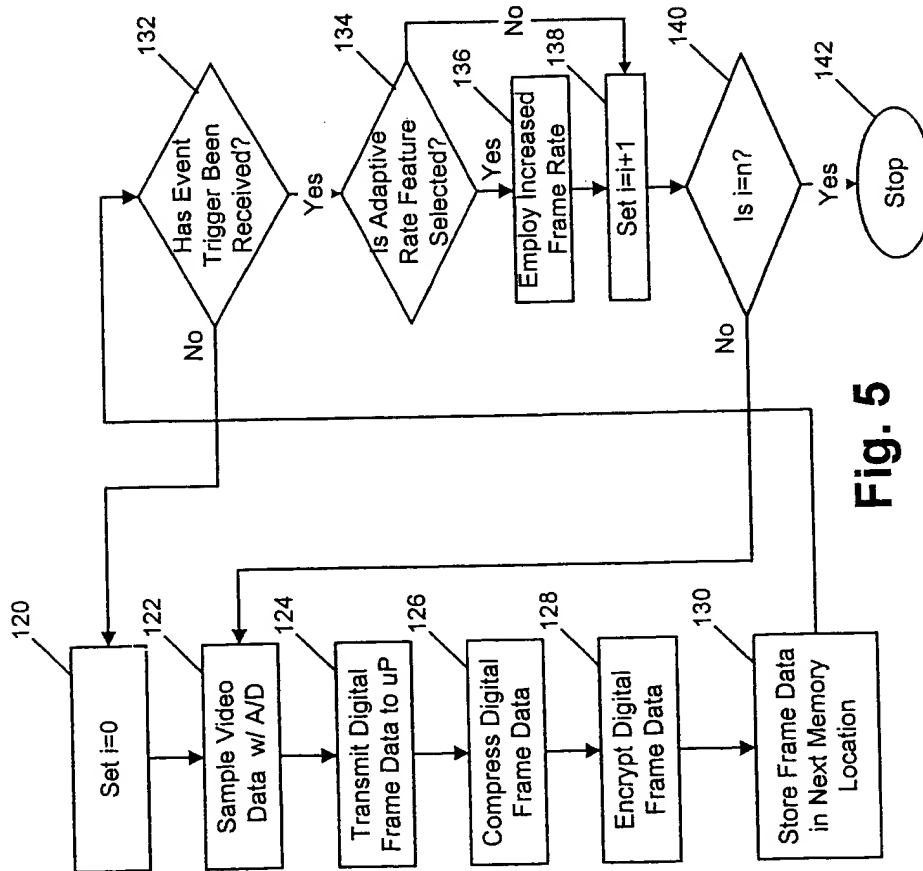 120
Set i=0
122
Sample Video
Data w/ A/D
124
Transmit Digital
Frame Data to uP
126
Compress Digital
Frame Data
128
Encrypt Digital
Frame Data
130
Store Frame Data
in Next Memory
Location
132
Has Event
Trigger Been
Received?
No
Yes
134
Is Adaptive
Rate Feature
Selected?
No
Yes
136
Employ Increased
Frame Rate
138
Set i=i+1
140
Is i=n?
No
Yes
142
Stop
Fig. 5